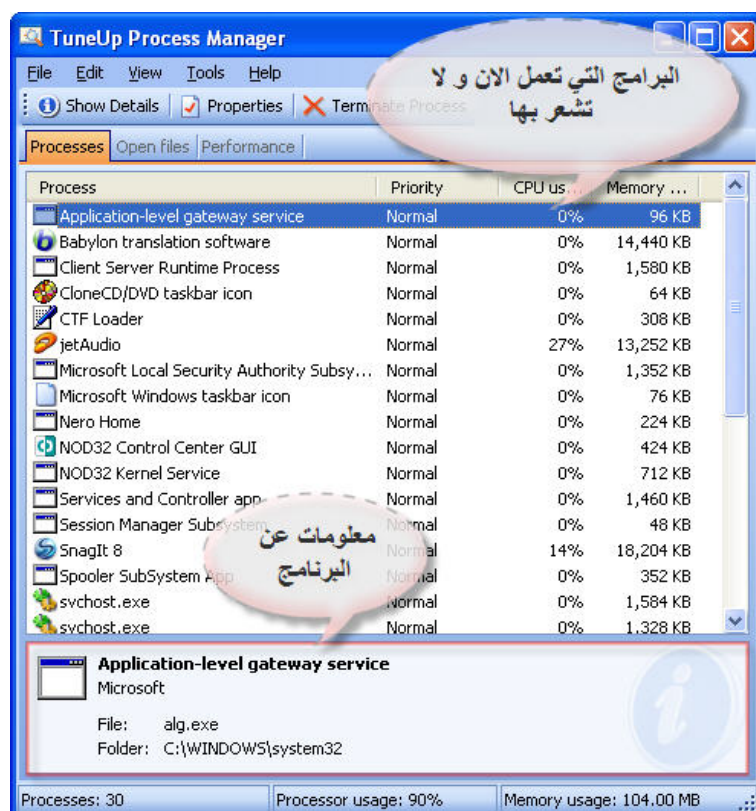 TuneUp Process Manager
File Edit View Tools Help
Show Details Properties Terminate Process
البرامج التي تعمل الان و لا
تشعر بها
Processes Open files Performance
Process Priority CPU us... Memory ...
Application-level gateway service Normal 0% 96 KB
Babylon translation software Normal 0% 14,440 KB
Client Server Runtime Process Normal 0% 1,580 KB
CloneCD/DVD taskbar icon Normal 0% 64 KB
CTF Loader Normal 0% 308 KB
jetAudio Normal 27% 13,252 KB
Microsoft Local Security Authority Subsy... Normal 0% 1,352 KB
Microsoft Windows taskbar icon Normal 0% 76 KB
Nero Home Normal 0% 224 KB
NOD32 Control Center GUI Normal 0% 424 KB
NOD32 Kernel Service Normal 0% 712 KB
Services and Controller app Normal 0% 1,460 KB
Session Manager Subsystem Normal 0% 48 KB
SnagIt 8 Normal 14% 18,204 KB
Spooler SubSystem App Normal 0% 352 KB
svchost.exe Normal 0% 1,584 KB
svchost.exe Normal 0% 1,328 KB
معلومات عن
البرنامج
Application-level gateway service
Microsoft
File: alg.exe
Folder: C:\WINDOWS\system32
Processes: 30 Processor usage: 90% Memory usage: 104.00 MB